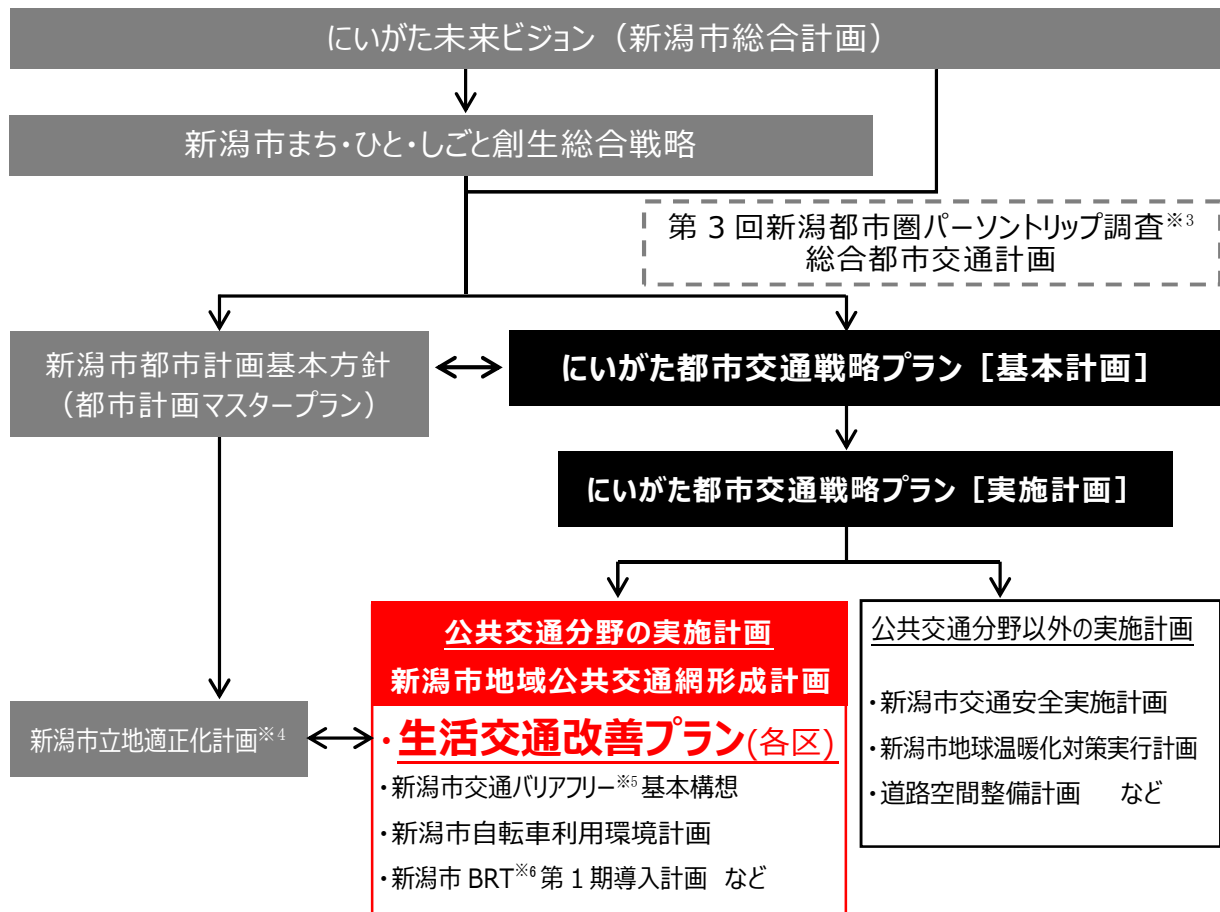 にいがた未来ビジョン（新潟市総合計画）
新潟市まち・ひと・しごと創生総合戦略
第３回新潟都市圏パーソントリップ調査※3
総合都市交通計画
新潟市都市計画基本方針
（都市計画マスタープラン）
にいがた都市交通戦略プラン［基本計画］
にいがた都市交通戦略プラン［実施計画］
公共交通分野の実施計画
新潟市地域公共交通網形成計画
・生活交通改善プラン(各区)
・新潟市交通バリアフリー※5基本構想
・新潟市自転車利用環境計画
・新潟市 BRT※6第１期導入計画 など
公共交通分野以外の実施計画
・新潟市交通安全実施計画
・新潟市地球温暖化対策実行計画
・道路空間整備計画 など
新潟市立地適正化計画※4